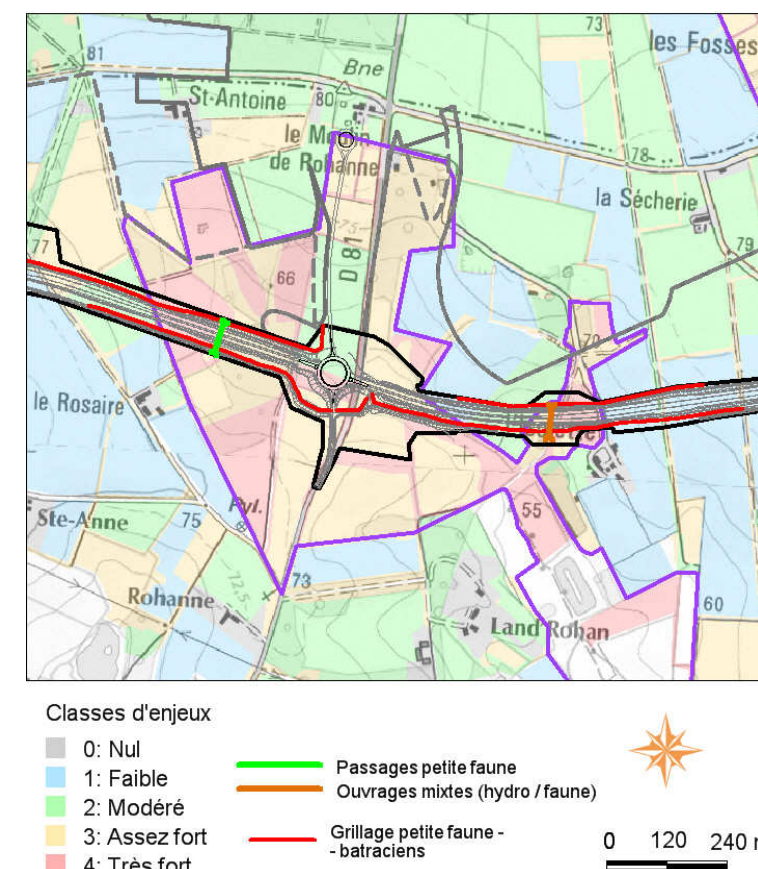 73
les Fosses
81
Bne
St-Antoine
80
le Moulin
de Rohanne
78
la Sécherie
75
79
D 81
77
66
70
le Rosaire
Ste-Anne
75
Pyl.
55
72,5
73
Rohanne
60
Land Rohan
Classes d'enjeux
0: Nul
1: Faible
2: Modéré
3: Assez fort
4: Très fort
Passages petite faune
Ouvrages mixtes (hydro / faune)
Grillage petite faune -
- batraciens
0 120 240 m